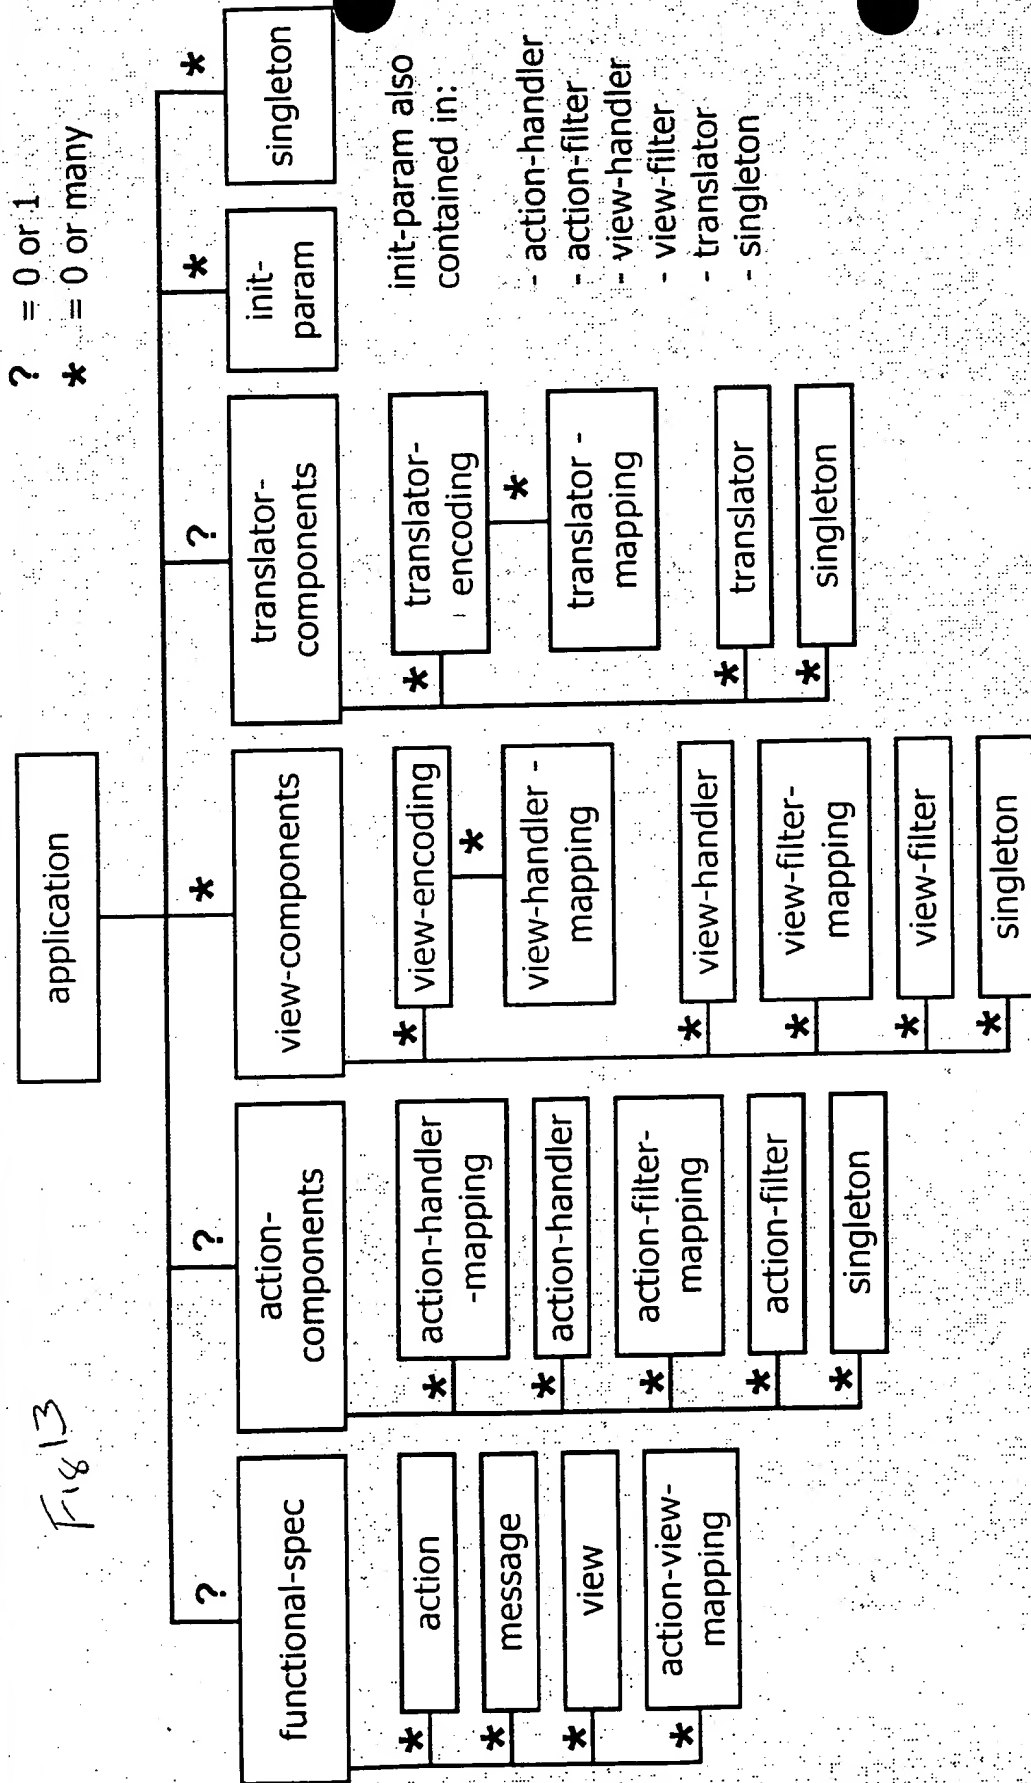 Fig 13
? = 0 or 1
* = 0 or many
application
?
?
*
?
*
*
functional-spec
action-
components
view-components
translator-
components
init-
param
singleton
*
action
*
message
*
view
*
action-view-
mapping
*
action-handler
-mapping
*
action-handler
*
action-filter-
mapping
*
action-filter
*
singleton
*
view-encoding
*
view-handler -
mapping
*
view-handler
*
view-filter-
mapping
*
view-filter
*
singleton
*
translator-
encoding
*
translator -
mapping
*
translator
*
singleton
init-param also
contained in:
- action-handler
- action-filter
- view-handler
- view-filter
- translator
- singleton